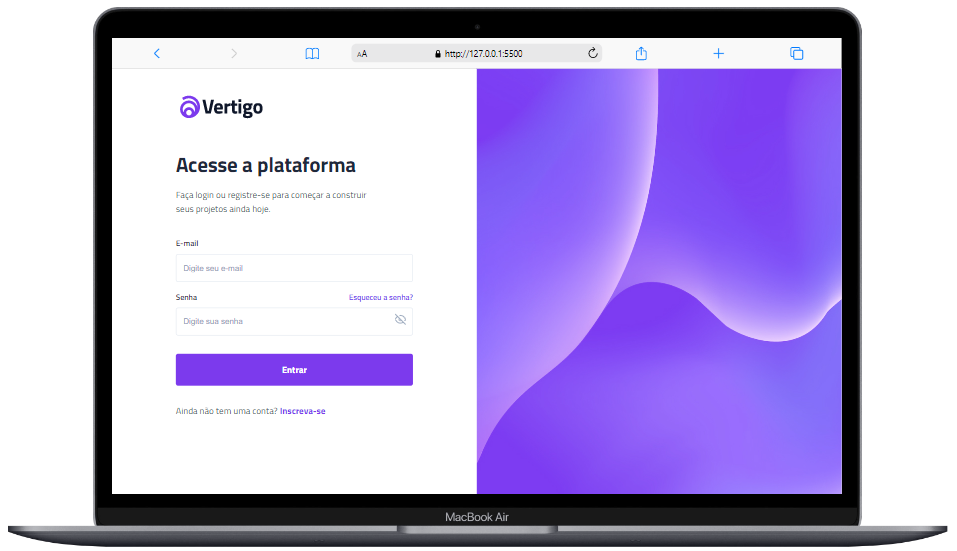 AA http://127.0.0.1:5500
Vertigo
Acesse a plataforma
Faça login ou registre-se para começar a construir
seus projetos ainda hoje.
E-mail
Digite seu e-mail
Senha Esqueceu a senha?
Digite sua senha
Entrar
Ainda não tem uma conta? Inscreva-se
MacBook Air